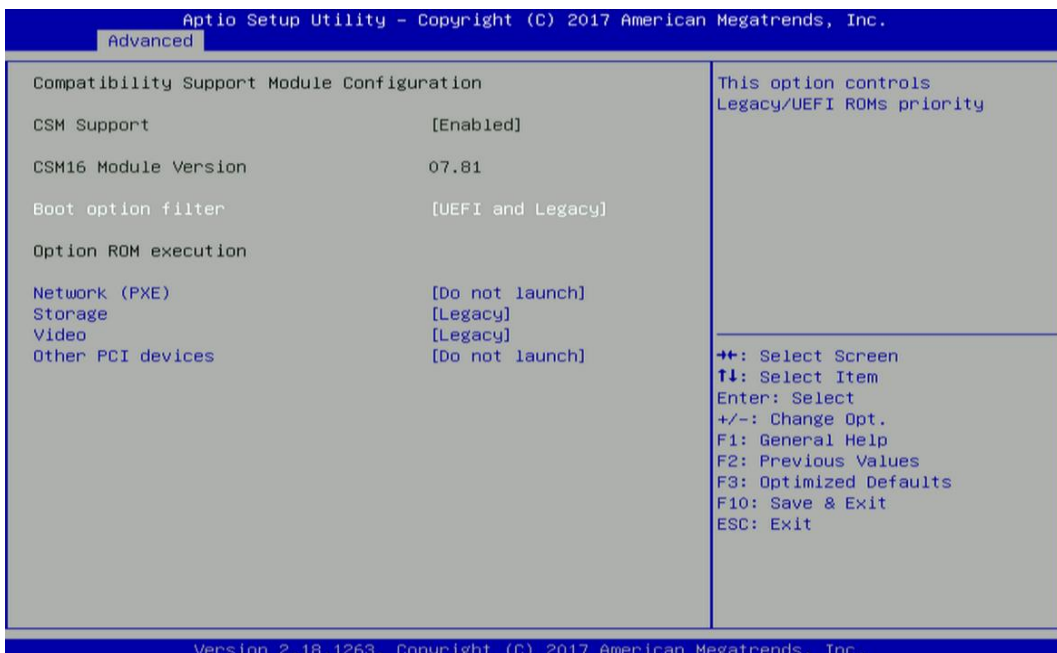 Aptio Setup Utility – Copyright (C) 2017 American Megatrends, Inc.
Advanced
Compatibility Support Module Configuration
CSM Support [Enabled]
CSM16 Module Version 07.81
Boot option filter [UEFI and Legacy]
Option ROM execution
Network (PXE) [Do not launch]
Storage [Legacy]
Video [Legacy]
Other PCI devices [Do not launch]
This option controls
Legacy/UEFI ROMs priority
→←: Select Screen
↑↓: Select Item
Enter: Select
+/-: Change Opt.
F1: General Help
F2: Previous Values
F3: Optimized Defaults
F10: Save & Exit
ESC: Exit
Version 2.18.1263. Copyright (C) 2017 American Megatrends, Inc.